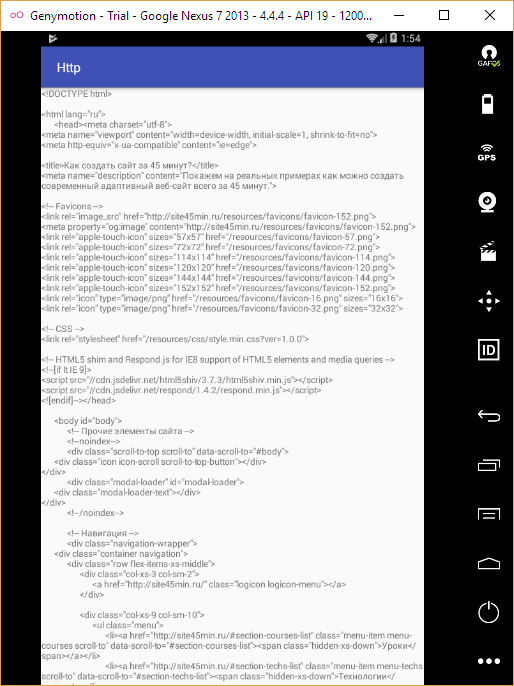 Genymotion - Trial - Google Nexus 7 2013 - 4.4.4 - API 19 - 1200...
1:54
Http
<!DOCTYPE html>
<html lang="ru">
<head><meta charset="utf-8">
<meta name="viewport" content="width=device-width, initial-scale=1, shrink-to-fit=no">
<meta http-equiv="x-ua-compatible" content="ie=edge">
<title>Как создать сайт за 45 минут?</title>
<meta name="description" content="Покажем на реальных примерах как можно создать
современный адаптивный веб-сайт всего за 45 минут.">
<!-- Favicons -->
<link rel="image_src" href="http://site45min.ru/resources/favicons/favicon-152.png">
<meta property="og:image" content="http://site45min.ru/resources/favicons/favicon-152.png">
<link rel="apple-touch-icon" sizes="57x57" href="/resources/favicons/favicon-57.png">
<link rel="apple-touch-icon" sizes="72x72" href="/resources/favicons/favicon-72.png">
<link rel="apple-touch-icon" sizes="114x114" href="/resources/favicons/favicon-114.png">
<link rel="apple-touch-icon" sizes="120x120" href="/resources/favicons/favicon-120.png">
<link rel="apple-touch-icon" sizes="144x144" href="/resources/favicons/favicon-144.png">
<link rel="apple-touch-icon" sizes="152x152" href="/resources/favicons/favicon-152.png">
<link rel="icon" type="image/png" href="/resources/favicons/favicon-16.png" sizes="16x16">
<link rel="icon" type="image/png" href="/resources/favicons/favicon-32.png" sizes="32x32">
<!-- CSS -->
<link rel="stylesheet" href="/resources/css/style.min.css?ver=1.0.0">
<!-- HTML5 shim and Respond.js for IE8 support of HTML5 elements and media queries -->
<!--[if lt IE 9]>
<script src="//cdn.jsdelivr.net/html5shiv/3.7.3/html5shiv.min.js"></script>
<script src="//cdn.jsdelivr.net/respond/1.4.2/respond.min.js"></script>
<![endif]--></head>
<body id="body">
<!-- Прочие элементы сайта -->
<!--noindex-->
<div class="scroll-to-top scroll-to" data-scroll-to="#body">
<div class="icon icon-scroll scroll-to-top-button"></div>
</div>
<div class="modal-loader" id="modal-loader">
<div class="modal-loader-text"></div>
</div>
<!--/noindex-->
<!-- Навигация -->
<div class="navigation-wrapper">
<div class="container navigation">
<div class="row flex-items-xs-middle">
<div class="col-xs-3 col-sm-2">
<a href="http://site45min.ru/" class="logicon logicon-menu"></a>
</div>
<div class="col-xs-9 col-sm-10">
<ul class="menu">
<li><a href="http://site45min.ru/#section-courses-list" class="menu-item menu-
courses scroll-to" data-scroll-to="#section-courses-list"><span class="hidden-xs-down">Уроки</
span></a></li>
<li><a href="http://site45min.ru/#section-techs-list" class="menu-item menu-techs
scroll-to" data-scroll-to="#section-techs-list"><span class="hidden-xs-down">Технологии</
GAPPS
GPS
ID